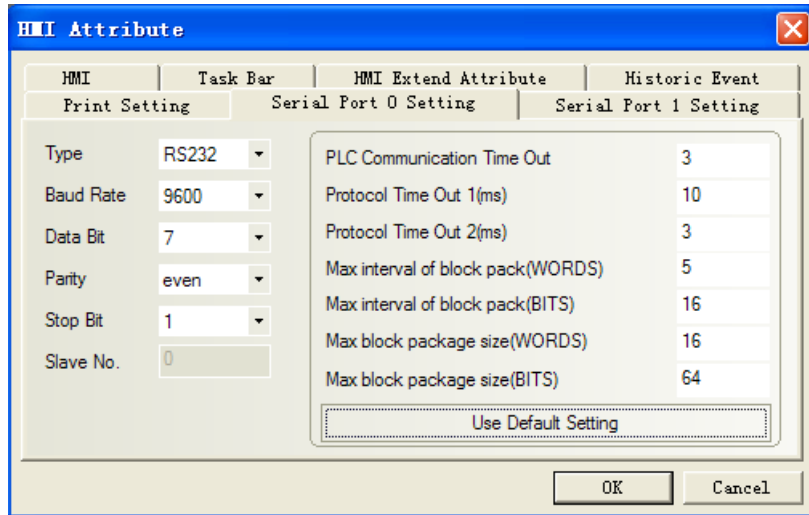 HMI Attribute
HMI Task Bar HMI Extend Attribute Historic Event
Print Setting Serial Port 0 Setting Serial Port 1 Setting
Type RS232
Baud Rate 9600
Data Bit 7
Parity even
Stop Bit 1
Slave No. 0
PLC Communication Time Out 3
Protocol Time Out 1(ms) 10
Protocol Time Out 2(ms) 3
Max interval of block pack(WORDS) 5
Max interval of block pack(BITS) 16
Max block package size(WORDS) 16
Max block package size(BITS) 64
Use Default Setting
OK Cancel